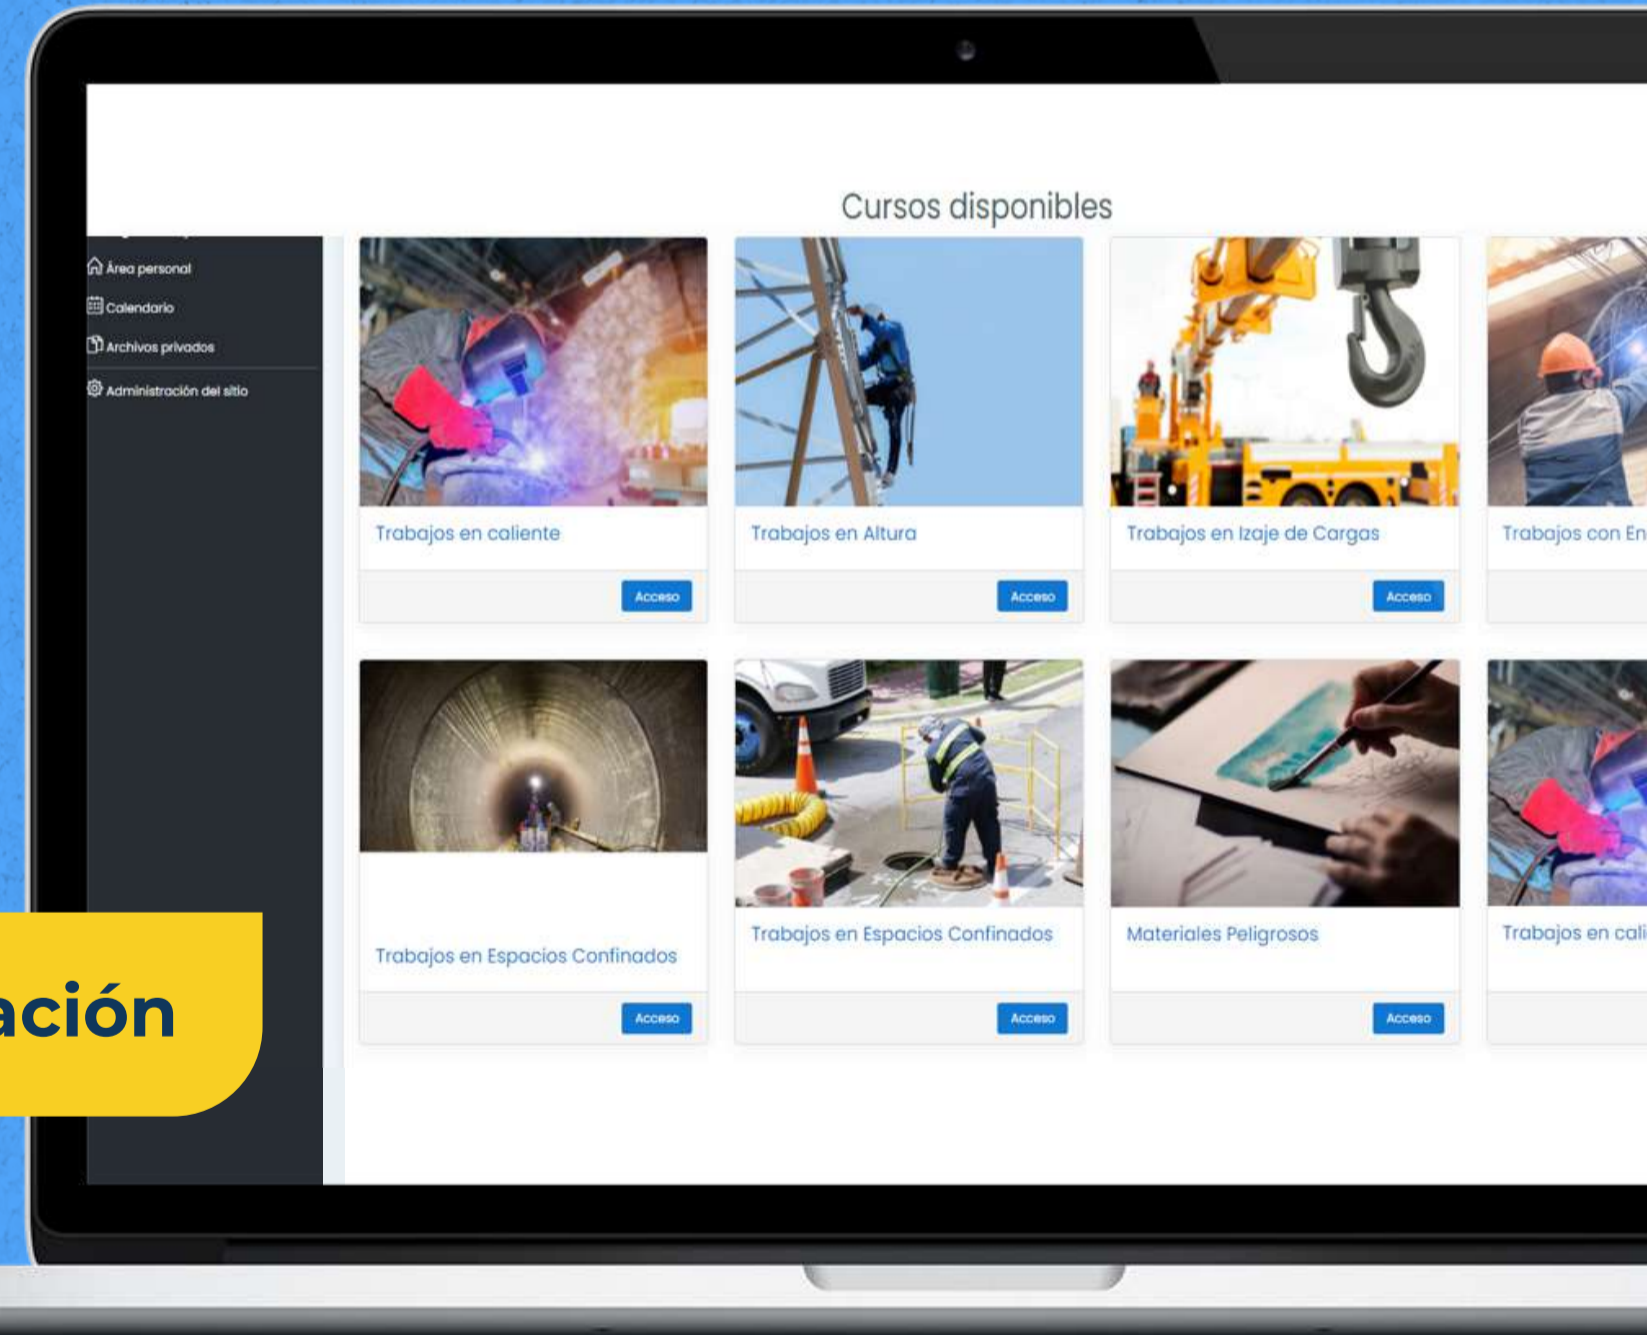 Cursos disponibles
Área personal
Calendario
Archivos privados
Administración del sitio
Trabajos en caliente
Trabajos en Altura
Trabajos en Izaje de Cargas
Trabajos con En
Acceso
Acceso
Acceso
Trabajos en Espacios Confinados
Trabajos en Espacios Confinados
Materiales Peligrosos
Trabajos en cali
Acceso
Acceso
Acceso
ación